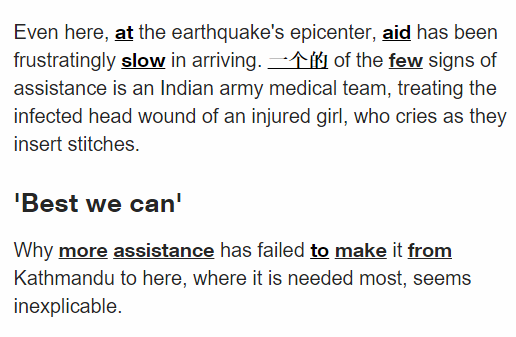 Even here, at the earthquake's epicenter, aid has been
frustratingly slow in arriving. 一个的 of the few signs of
assistance is an Indian army medical team, treating the
infected head wound of an injured girl, who cries as they
insert stitches.
'Best we can'
Why more assistance has failed to make it from
Kathmandu to here, where it is needed most, seems
inexplicable.